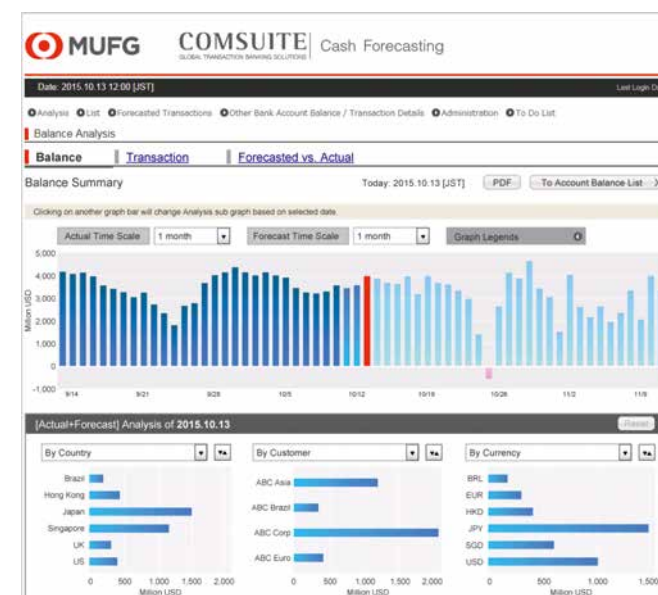 MUFG COMSUITE Cash Forecasting
GLOBAL TRANSACTION BANKING SOLUTIONS
Date: 2015.10.13 12:00 [JST] Last Login D
Analysis List Forecasted Transactions Other Bank Account Balance / Transaction Details Administration To Do List
Balance Analysis
Balance Transaction Forecasted vs. Actual
Balance Summary Today: 2015.10.13 [JST] PDF To Account Balance List
Clicking on another graph bar will change Analysis sub graph based on selected date.
Actual Time Scale 1 month Forecast Time Scale 1 month Graph Legends
5,000
4,000
3,000
2,000
1,000
0
-1,000
Million USD
9/14 9/21 9/28 10/5 10/12 10/19 10/26 11/2 11/9
[Actual+Forecast] Analysis of 2015.10.13 Reset
By Country By Customer By Currency
Brazil
Hong Kong
Japan
Singapore
UK
US
0 500 1.000 1.500 2.000
Million USD
ABC Asia
ABC Brazil
ABC Corp
ABC Euro
0 500 1,000 1,500 2,000
Million USD
BRL
EUR
HKD
JPY
SGD
USD
0 500 1.000 1,500
Million USD